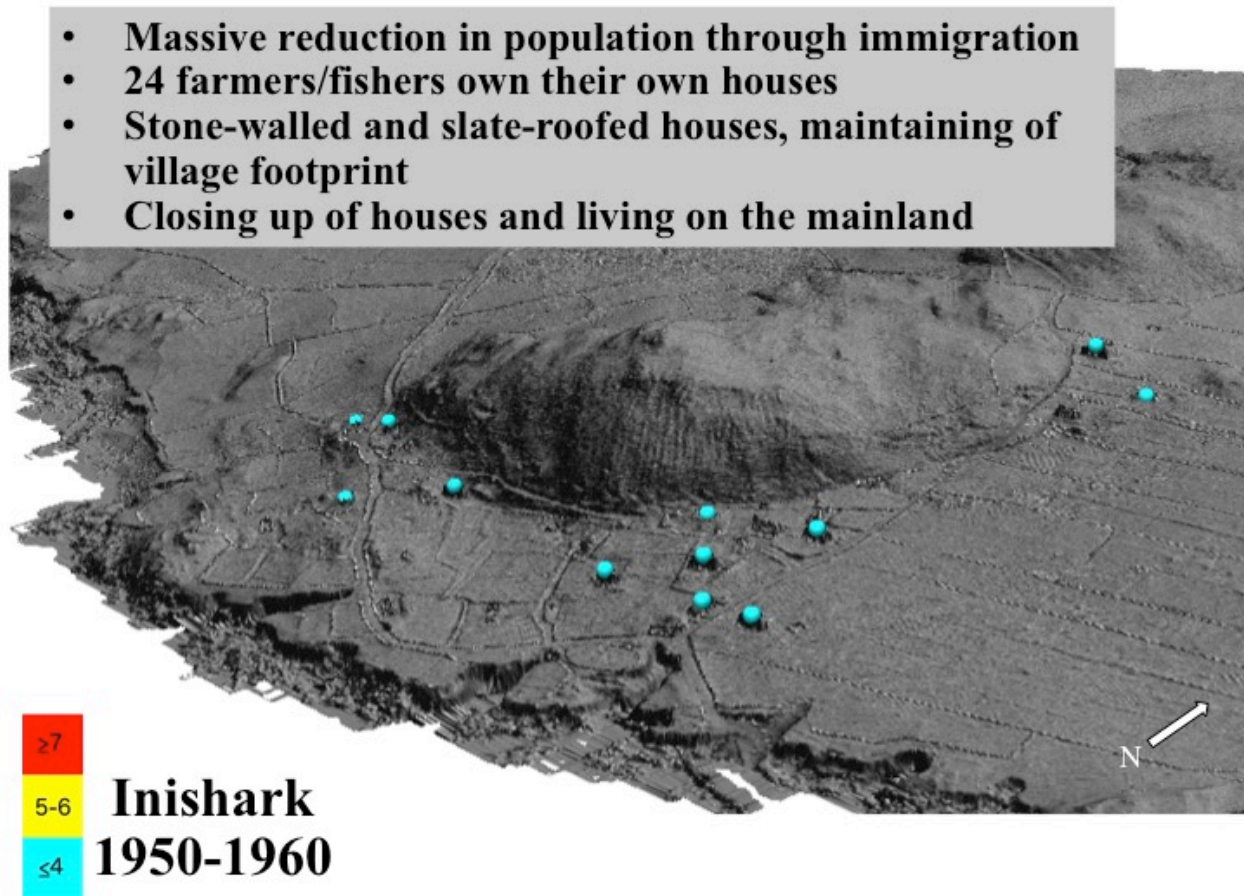 • Massive reduction in population through immigration
• 24 farmers/fishers own their own houses
• Stone-walled and slate-roofed houses, maintaining of
village footprint
• Closing up of houses and living on the mainland
N
≥7
5-6
≤4
Inishark
1950-1960